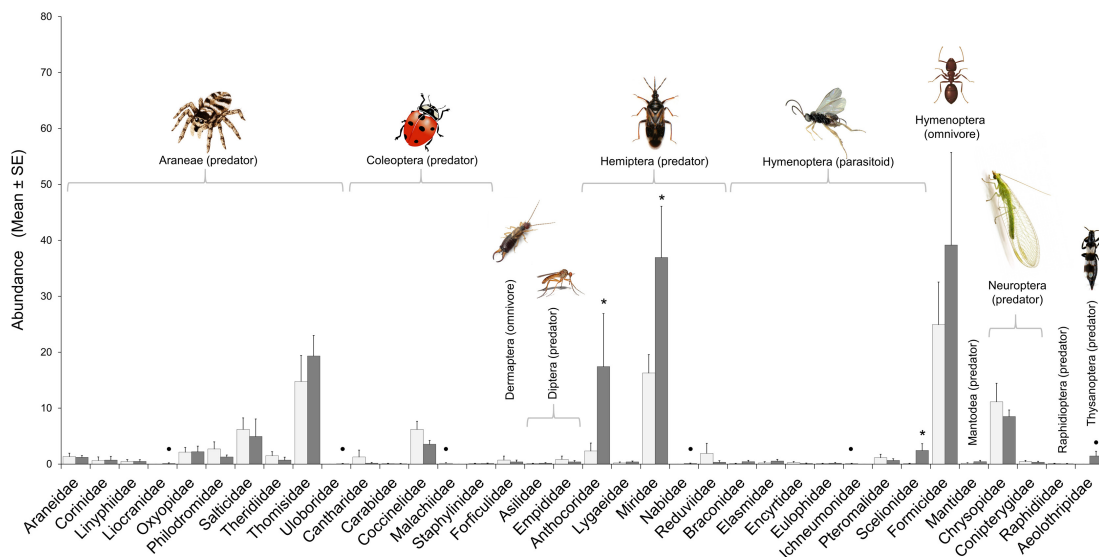 80
70
60
50
40
30
20
10
0
Abundance (Mean ± SE)
Araneae (predator)
Coleoptera (predator)
Dermaptera (omnivore)
Diptera (predator)
Hemiptera (predator)
Hymenoptera (parasitoid)
Hymenoptera
(omnivore)
Mantodea (predator)
Neuroptera
(predator)
Raphidioptera (predator)
Thysanoptera (predator)
*
*
*
Araneidae
Corinidae
Linyphiidae
Liocranidae
Oxyopidae
Philodromidae
Salticidae
Theridiidae
Thomisidae
Uloboridae
Cantharidae
Carabidae
Coccinelidae
Malachiidae
Staphylinidae
Forficulidae
Asilidae
Empididae
Anthocoridae
Lygaeidae
Miridae
Nabidae
Reduviidae
Braconidae
Elasmidae
Encyrtidae
Eulophidae
Ichneumonidae
Pteromalidae
Scelionidae
Formicidae
Mantidae
Chrysopidae
Conipterygidae
Raphidiidae
Aeolothripidae